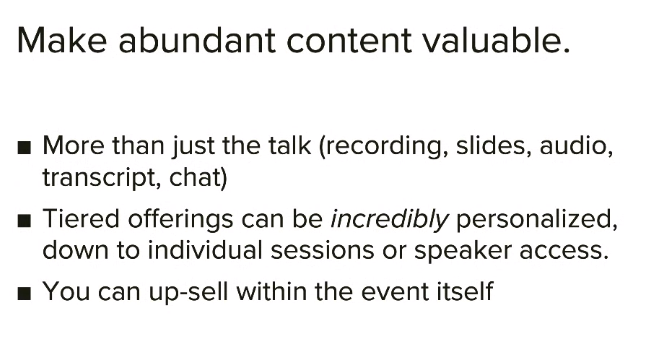 Make abundant content valuable.
■ More than just the talk (recording, slides, audio,
transcript, chat)
■ Tiered offerings can be incredibly personalized,
down to individual sessions or speaker access.
■ You can up-sell within the event itself